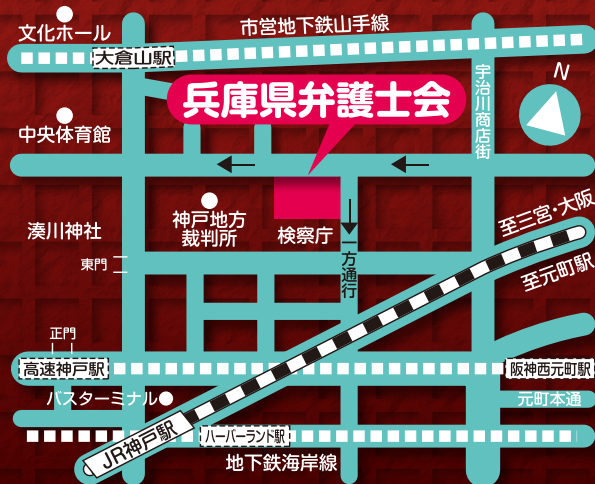 文化ホール
市営地下鉄山手線
大倉山駅
宇治川商店街
N
兵庫県弁護士会
中央体育館
神戸地方
裁判所
検察庁
湊川神社
東門
一方通行
至三宮・大阪
至元町駅
正門
高速神戸駅
阪神西元町駅
バスターミナル
元町本通
JR神戸駅
ハーバーランド駅
地下鉄海岸線